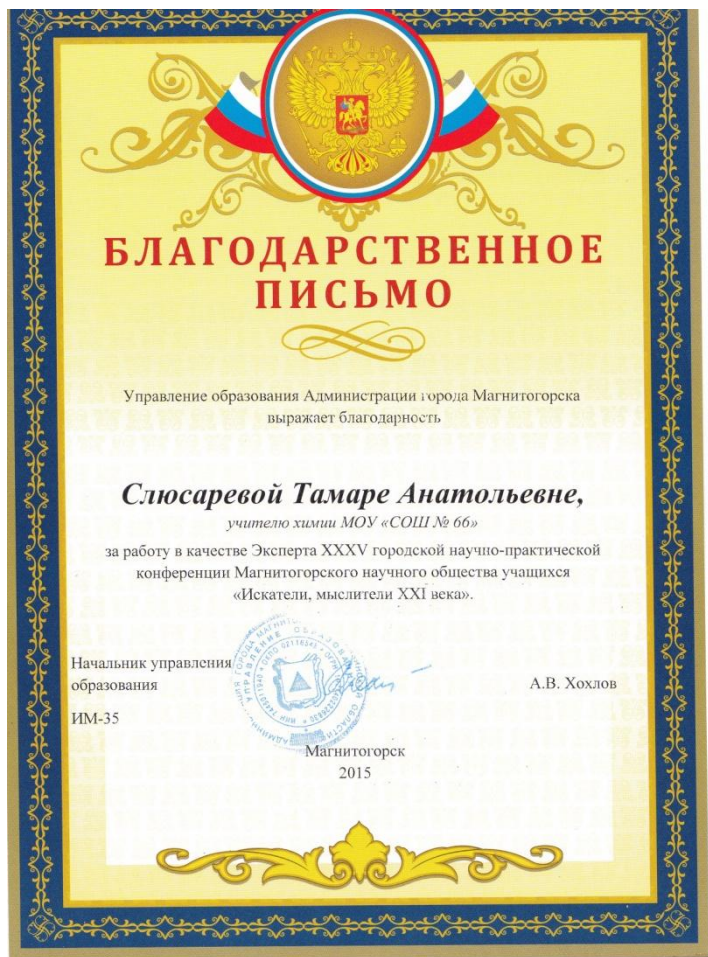 БЛАГОДАРСТВЕННОЕ
ПИСЬМО
Управление образования Администрации города Магнитогорска
выражает благодарность
Слюсаревой Тамаре Анатольевне,
учителю химии МОУ «СОШ № 66»
за работу в качестве Эксперта XXXV городской научно-практической
конференции Магнитогорского научного общества учащихся
«Искатели, мыслители XXI века».
Начальник управления
образования
А.В. Хохлов
ИМ-35
Магнитогорск
2015